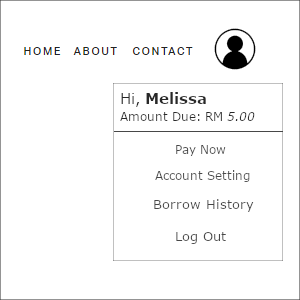 HOME ABOUT CONTACT
Hi, Melissa
Amount Due: RM 5.00
Pay Now
Account Setting
Borrow History
Log Out